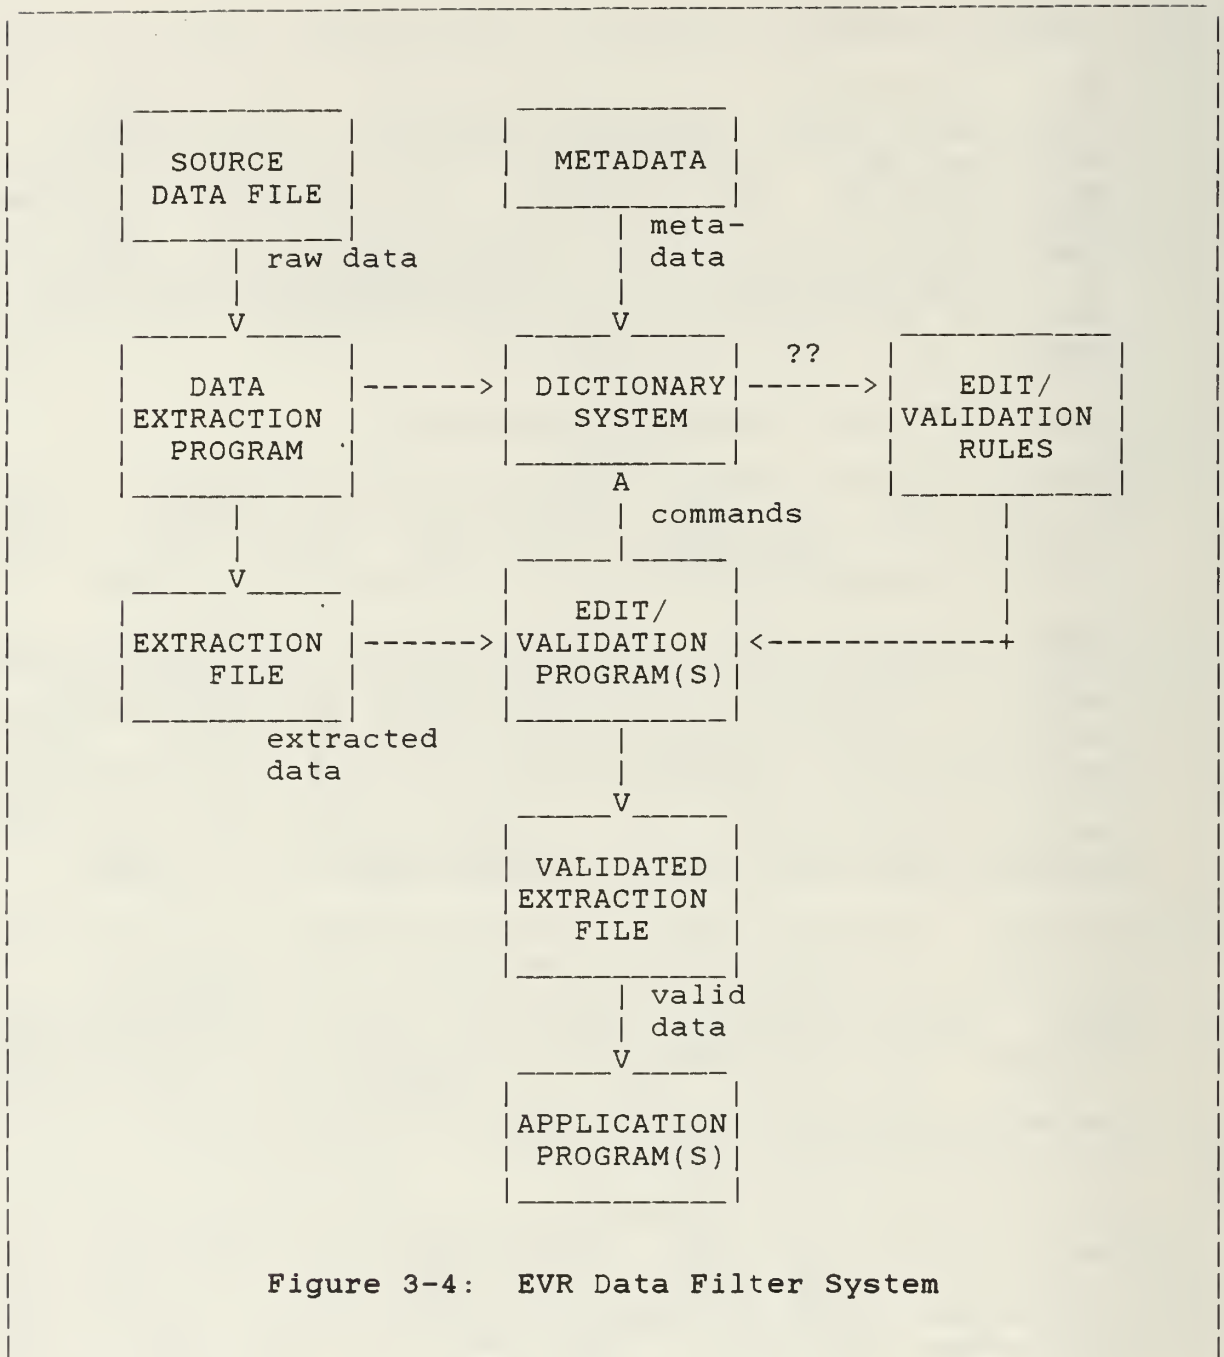 SOURCE
DATA FILE
METADATA
raw data
meta-
data
DATA
EXTRACTION
PROGRAM
DICTIONARY
SYSTEM
??
EDIT/
VALIDATION
RULES
commands
EXTRACTION
FILE
EDIT/
VALIDATION
PROGRAM(S)
extracted
data
VALIDATED
EXTRACTION
FILE
valid
data
APPLICATION
PROGRAM(S)
Figure 3-4: EVR Data Filter System